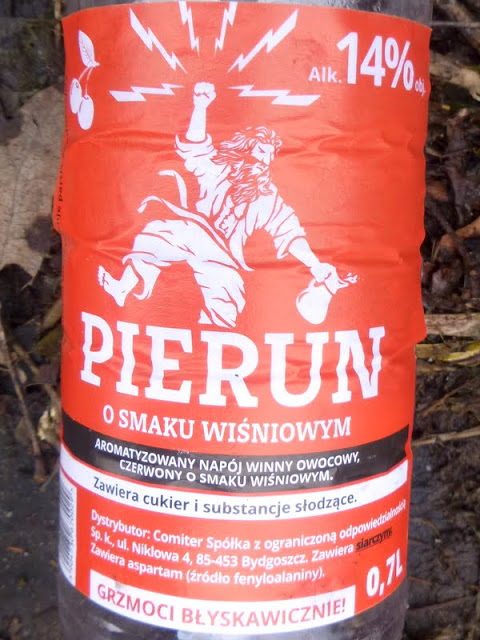 Alk. 14% obj.
PIERUN
O SMAKU WIŚNIOWYM
AROMATYZOWANY NAPÓJ WINNY OWOCOWY,
CZERWONY O SMAKU WIŚNIOWYM.
Zawiera cukier i substancje słodzące.
Dystrybutor: Comiter Spółka z ograniczoną odpowiedzialnością
Sp. k., ul. Niklowa 4, 85-453 Bydgoszcz. Zawiera siarczyny.
Zawiera aspartam (źródło fenyloalaniny).
0,7L
GRZMOCI BŁYSKAWICZNIE!